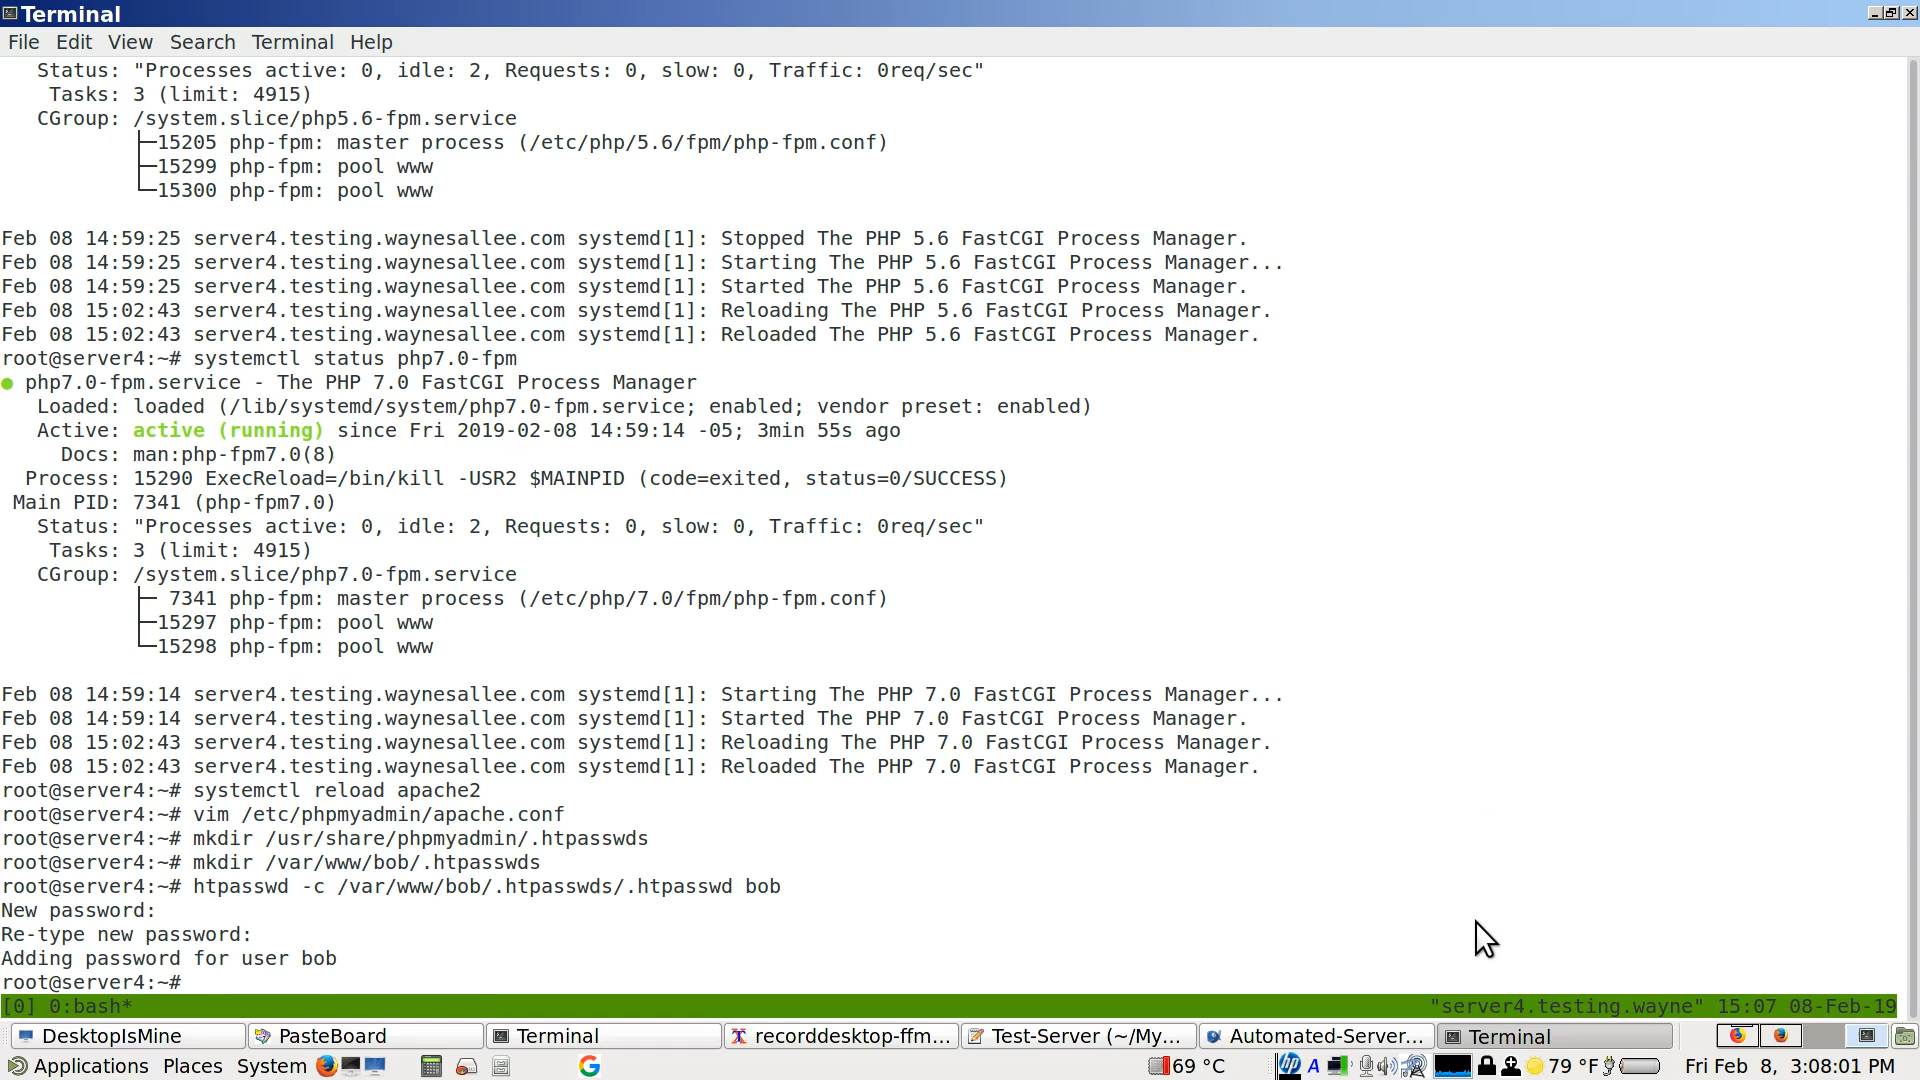 Terminal
File Edit View Search Terminal Help
Status: "Processes active: 0, idle: 2, Requests: 0, slow: 0, Traffic: 0req/sec"
Tasks: 3 (limit: 4915)
CGroup: /system.slice/php5.6-fpm.service
├─15205 php-fpm: master process (/etc/php/5.6/fpm/php-fpm.conf)
├─15299 php-fpm: pool www
└─15300 php-fpm: pool www
Feb 08 14:59:25 server4.testing.waynesallee.com systemd[1]: Stopped The PHP 5.6 FastCGI Process Manager.
Feb 08 14:59:25 server4.testing.waynesallee.com systemd[1]: Starting The PHP 5.6 FastCGI Process Manager...
Feb 08 14:59:25 server4.testing.waynesallee.com systemd[1]: Started The PHP 5.6 FastCGI Process Manager.
Feb 08 15:02:43 server4.testing.waynesallee.com systemd[1]: Reloading The PHP 5.6 FastCGI Process Manager.
Feb 08 15:02:43 server4.testing.waynesallee.com systemd[1]: Reloaded The PHP 5.6 FastCGI Process Manager.
root@server4:~# systemctl status php7.0-fpm
● php7.0-fpm.service - The PHP 7.0 FastCGI Process Manager
Loaded: loaded (/lib/systemd/system/php7.0-fpm.service; enabled; vendor preset: enabled)
Active: active (running) since Fri 2019-02-08 14:59:14 -05; 3min 55s ago
Docs: man:php-fpm7.0(8)
Process: 15290 ExecReload=/bin/kill -USR2 $MAINPID (code=exited, status=0/SUCCESS)
Main PID: 7341 (php-fpm7.0)
Status: "Processes active: 0, idle: 2, Requests: 0, slow: 0, Traffic: 0req/sec"
Tasks: 3 (limit: 4915)
CGroup: /system.slice/php7.0-fpm.service
├─ 7341 php-fpm: master process (/etc/php/7.0/fpm/php-fpm.conf)
├─15297 php-fpm: pool www
└─15298 php-fpm: pool www
Feb 08 14:59:14 server4.testing.waynesallee.com systemd[1]: Starting The PHP 7.0 FastCGI Process Manager...
Feb 08 14:59:14 server4.testing.waynesallee.com systemd[1]: Started The PHP 7.0 FastCGI Process Manager.
Feb 08 15:02:43 server4.testing.waynesallee.com systemd[1]: Reloading The PHP 7.0 FastCGI Process Manager.
Feb 08 15:02:43 server4.testing.waynesallee.com systemd[1]: Reloaded The PHP 7.0 FastCGI Process Manager.
root@server4:~# systemctl reload apache2
root@server4:~# vim /etc/phpmyadmin/apache.conf
root@server4:~# mkdir /usr/share/phpmyadmin/.htpasswds
root@server4:~# mkdir /var/www/bob/.htpasswds
root@server4:~# htpasswd -c /var/www/bob/.htpasswds/.htpasswd bob
New password:
Re-type new password:
Adding password for user bob
root@server4:~#
[0] 0:bash* "server4.testing.wayne" 15:07 08-Feb-19
DesktopIsMine PasteBoard Terminal recorddesktop-ffm... Test-Server (~/My... Automated-Server... Terminal
Applications Places System G 69 °C hp A 79 °F Fri Feb 8, 3:08:01 PM